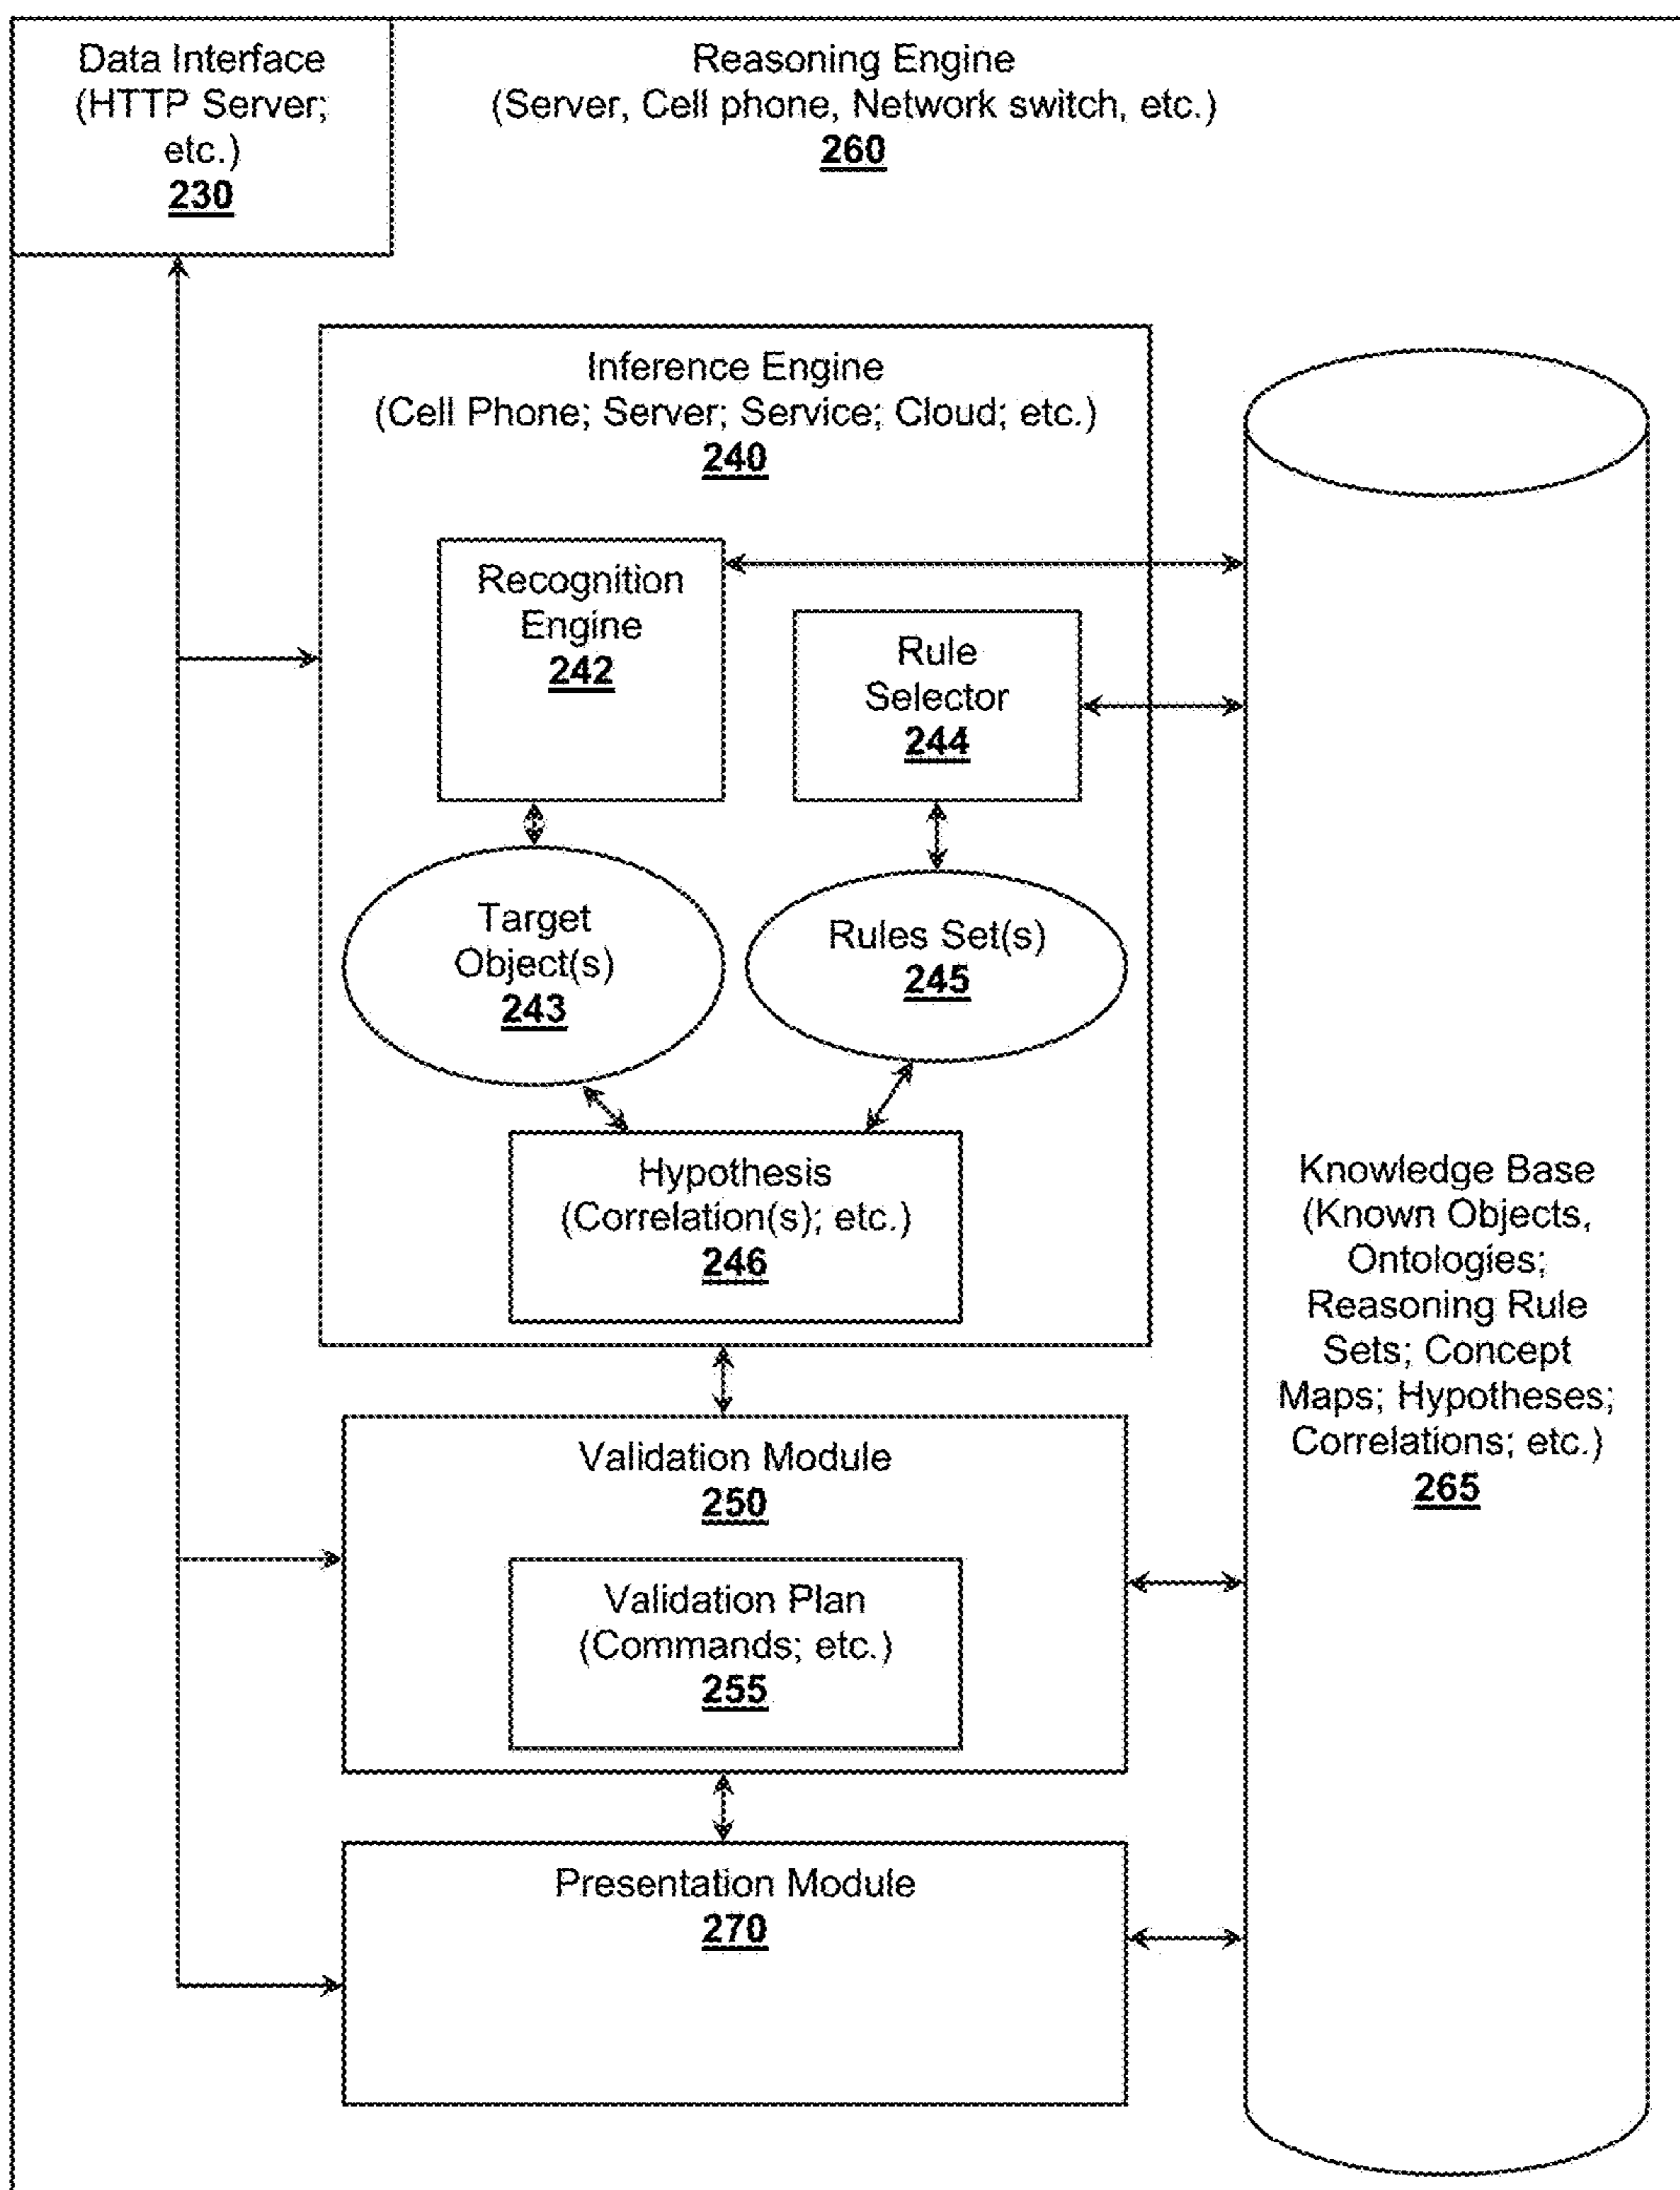 Data Interface
(HTTP Server;
etc.)
230
Reasoning Engine
(Server, Cell phone, Network switch, etc.)
260
Inference Engine
(Cell Phone; Server; Service; Cloud; etc.)
240
Recognition
Engine
242
Rule
Selector
244
Target
Object(s)
243
Rules Set(s)
245
Hypothesis
(Correlation(s); etc.)
246
Knowledge Base
(Known Objects,
Ontologies;
Reasoning Rule
Sets; Concept
Maps; Hypotheses;
Correlations; etc.)
265
Validation Module
250
Validation Plan
(Commands; etc.)
255
Presentation Module
270